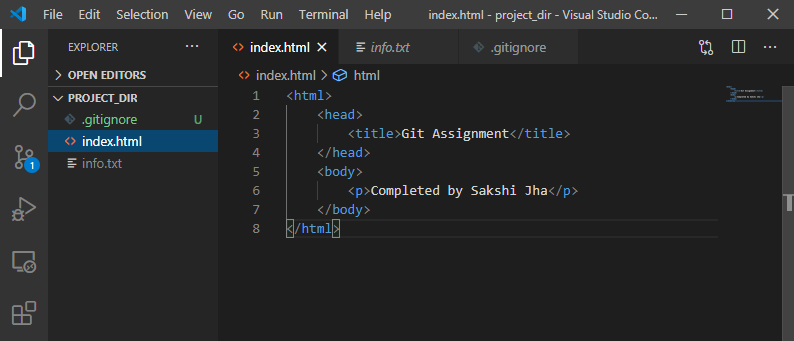 File Edit Selection View Go Run Terminal Help index.html - project_dir - Visual Studio Co...
EXPLORER
OPEN EDITORS
PROJECT_DIR
.gitignore U
index.html
info.txt
1
index.html info.txt .gitignore
index.html > html
1 <html>
2 <head>
3 <title>Git Assignment</title>
4 </head>
5 <body>
6 <p>Completed by Sakshi Jha</p>
7 </body>
8 </html>